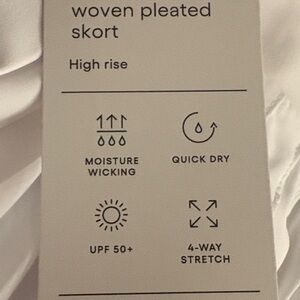 woven pleated
skort
High rise
MOISTURE
WICKING
QUICK DRY
UPF 50+
4-WAY
STRETCH